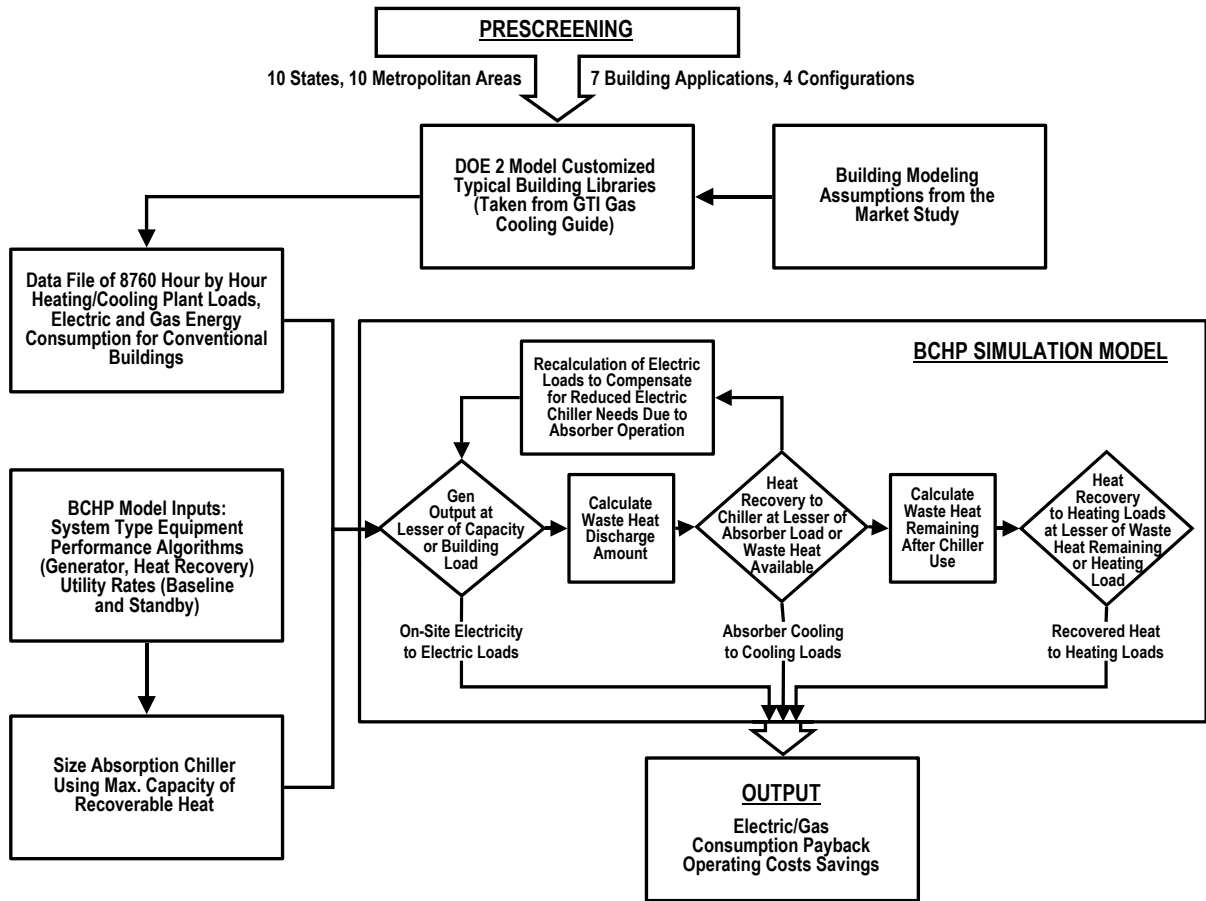 PRESCREENING
10 States, 10 Metropolitan Areas
7 Building Applications, 4 Configurations
DOE 2 Model Customized
Typical Building Libraries
(Taken from GTI Gas
Cooling Guide)
Building Modeling
Assumptions from the
Market Study
Data File of 8760 Hour by Hour
Heating/Cooling Plant Loads,
Electric and Gas Energy
Consumption for Conventional
Buildings
BCHP Model Inputs:
System Type Equipment
Performance Algorithms
(Generator, Heat Recovery)
Utility Rates (Baseline
and Standby)
Size Absorption Chiller
Using Max. Capacity of
Recoverable Heat
BCHP SIMULATION MODEL
Recalculation of Electric
Loads to Compensate
for Reduced Electric
Chiller Needs Due to
Absorber Operation
Gen
Output at
Lesser of Capacity
or Building
Load
Calculate
Waste Heat
Discharge
Amount
Heat
Recovery to
Chiller at Lesser of
Absorber Load or
Waste Heat
Available
Calculate
Waste Heat
Remaining
After Chiller
Use
Heat
Recovery
to Heating Loads
at Lesser of Waste
Heat Remaining
or Heating
Load
On-Site Electricity
to Electric Loads
Absorber Cooling
to Cooling Loads
Recovered Heat
to Heating Loads
OUTPUT
Electric/Gas
Consumption Payback
Operating Costs Savings